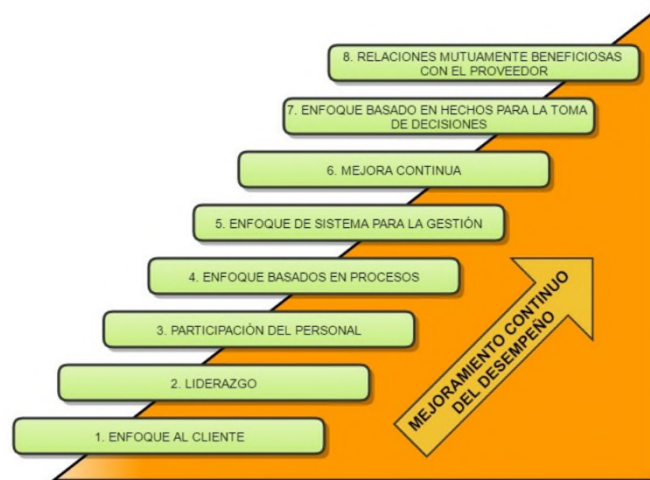 8. RELACIONES MUTUAMENTE BENEFICIOSAS
CON EL PROVEEDOR
7. ENFOQUE BASADO EN HECHOS PARA LA TOMA
DE DECISIONES
6. MEJORA CONTINUA
5. ENFOQUE DE SISTEMA PARA LA GESTIÓN
4. ENFOQUE BASADOS EN PROCESOS
3. PARTICIPACIÓN DEL PERSONAL
2. LIDERAZGO
1. ENFOQUE AL CLIENTE
MEJORAMIENTO CONTINUO
DEL DESEMPEÑO